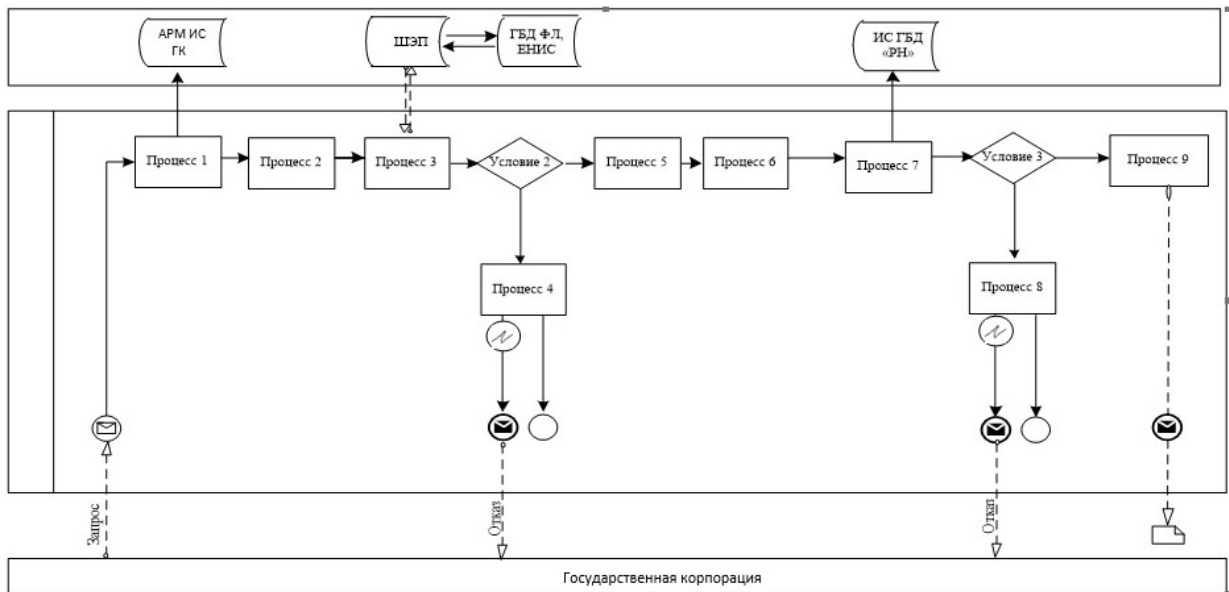 АРМ ИС
ГК
ШЭП
ГБД ФЛ,
ЕНИС
ИС ГБД
«РН»
Процесс 1
Процесс 2
Процесс 3
Условие 2
Процесс 5
Процесс 6
Процесс 7
Условие 3
Процесс 9
Процесс 4
Процесс 8
Запрос
Отказ
Отказ
Государственная корпорация